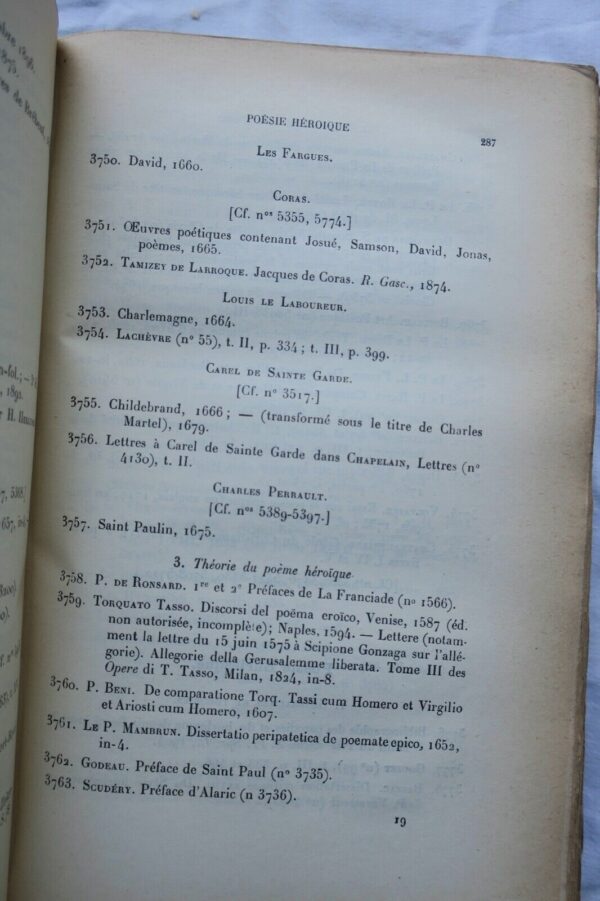 POÉSIE HÉROIQUE
287
LES FARGUES.
3750. David, 1660.
CORAS.
[Cf. nos 5355, 5774.]
3751. Œuvres poétiques contenant Josué, Samson, David, Jonas,
poèmes, 1665.
3752. TAMIZEY DE LARROQUE. Jacques de Coras. R. Gasc., 1874.
LOUIS LE LABOUREUR.
3753. Charlemagne, 1664.
3754. LACHÈVRE (no 55), t. II, p. 334 ; t. III, p. 399.
CAREL DE SAINTE GARDE.
[Cf. no 3517.]
3755. Childebrand, 1666 ; — (transformé sous le titre de Charles
Martel), 1679.
3756. Lettres à Carel de Sainte Garde dans CHAPELAIN, Lettres (no
4130), t. II.
CHARLES PERRAULT.
[Cf. nos 5389-5397.]
3757. Saint Paulin, 1675.
3. Théorie du poème héroïque
3758. P. DE RONSARD. 1re et 2e Préfaces de La Franciade (no 1566).
3759. TORQUATO TASSO. Discorsi del poëma eroïco, Venise, 1587 (éd.
non autorisée, incomplète); Naples, 1594. — Lettere (notam-
ment la lettre du 15 juin 1575 à Scipione Gonzaga sur l'allé-
gorie). Allegorie della Gerusalemme liberata. Tome III des
Opere di T. TASSO, Milan, 1824, in-8.
3760. P. BENI. De comparatione Torq. Tassi cum Homero et Virgilio
et Ariosti cum Homero, 1607.
3761. LE P. MAMBRUN. Dissertatio peripatetica de poemate epico, 1652,
in-4.
3762. GODEAU. Préface de Saint Paul (no 3735).
3763. SCUDÉRY. Préface d'Alaric (n 3736).
19